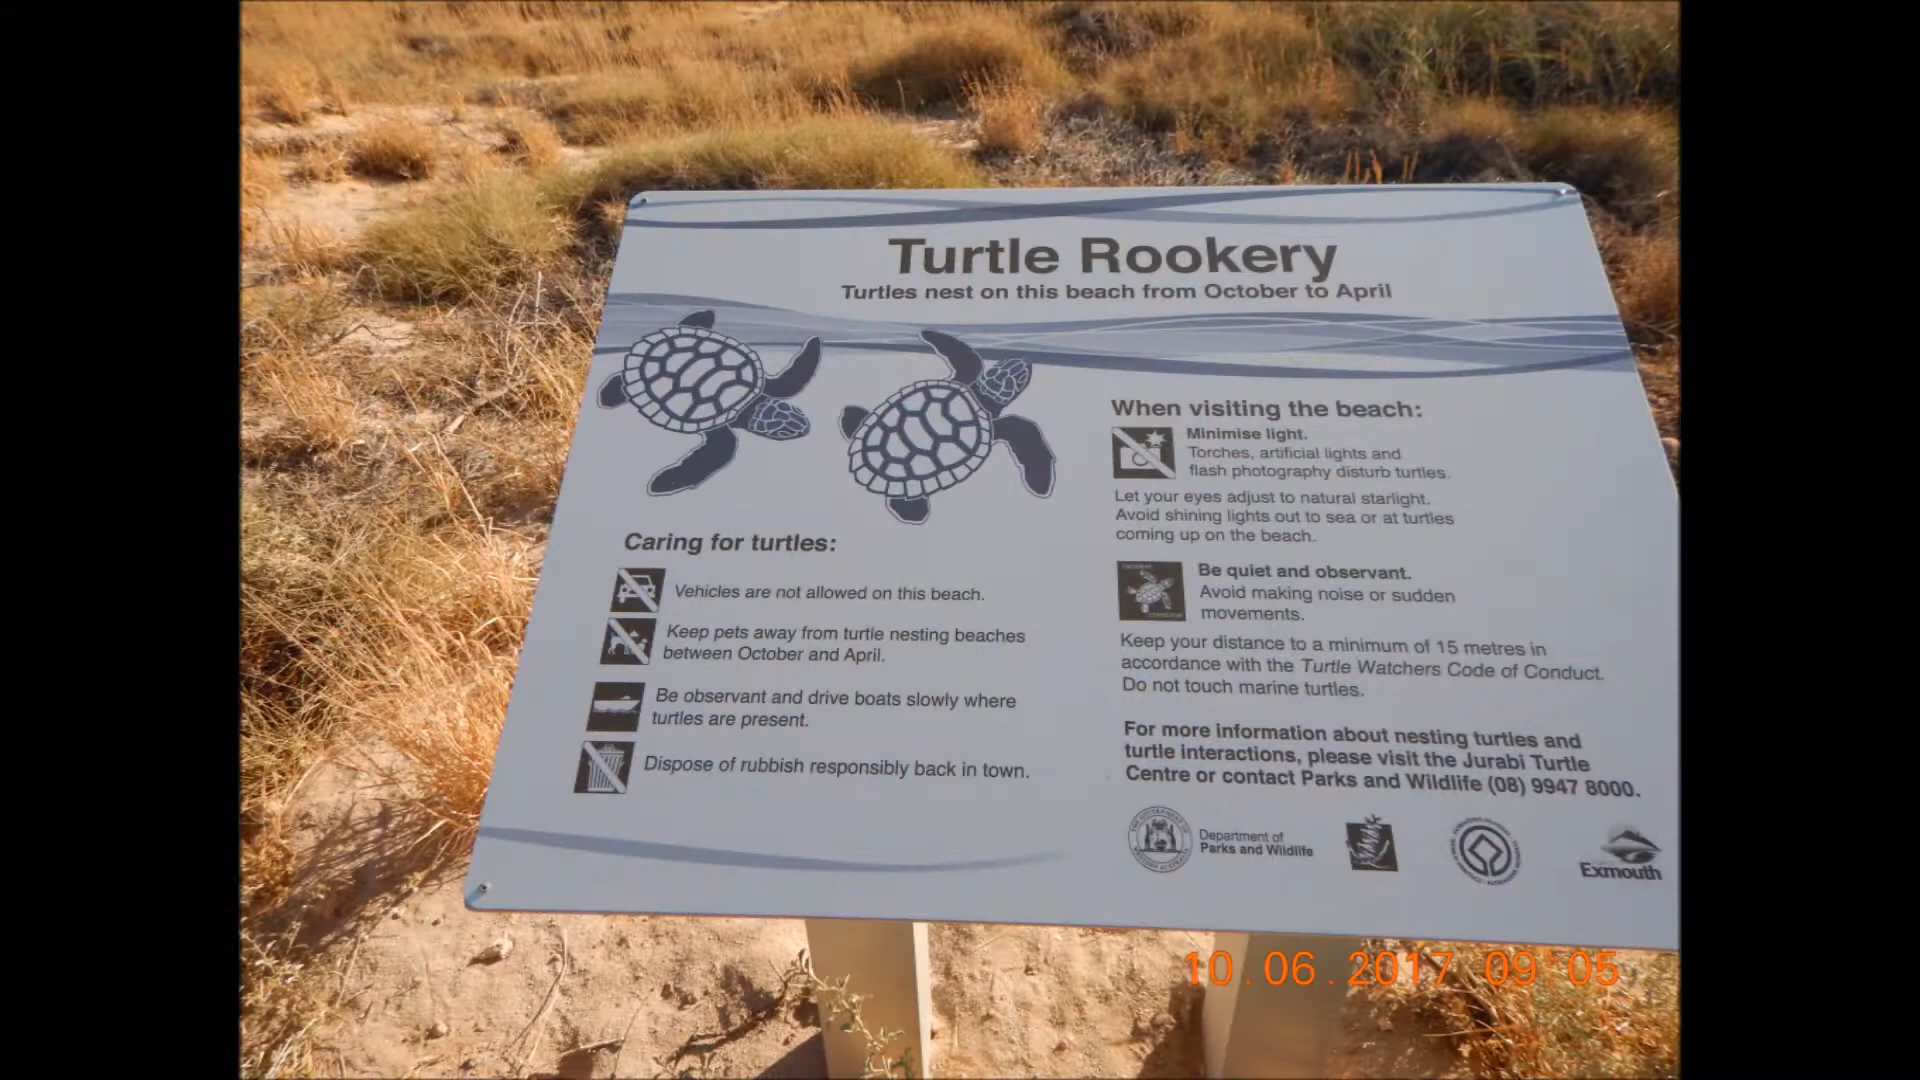 Turtle Rookery
Turtles nest on this beach from October to April
Caring for turtles:
Vehicles are not allowed on this beach.
Keep pets away from turtle nesting beaches
between October and April.
Be observant and drive boats slowly where
turtles are present.
Dispose of rubbish responsibly back in town.
When visiting the beach:
Minimise light.
Torches, artificial lights and
flash photography disturb turtles.
Let your eyes adjust to natural starlight.
Avoid shining lights out to sea or at turtles
coming up on the beach.
Be quiet and observant.
Avoid making noise or sudden
movements.
Keep your distance to a minimum of 15 metres in
accordance with the Turtle Watchers Code of Conduct.
Do not touch marine turtles.
For more information about nesting turtles and
turtle interactions, please visit the Jurabi Turtle
Centre or contact Parks and Wildlife (08) 9947 8000.
Department of
Parks and Wildlife
Exmouth
10.06.2017 09:05